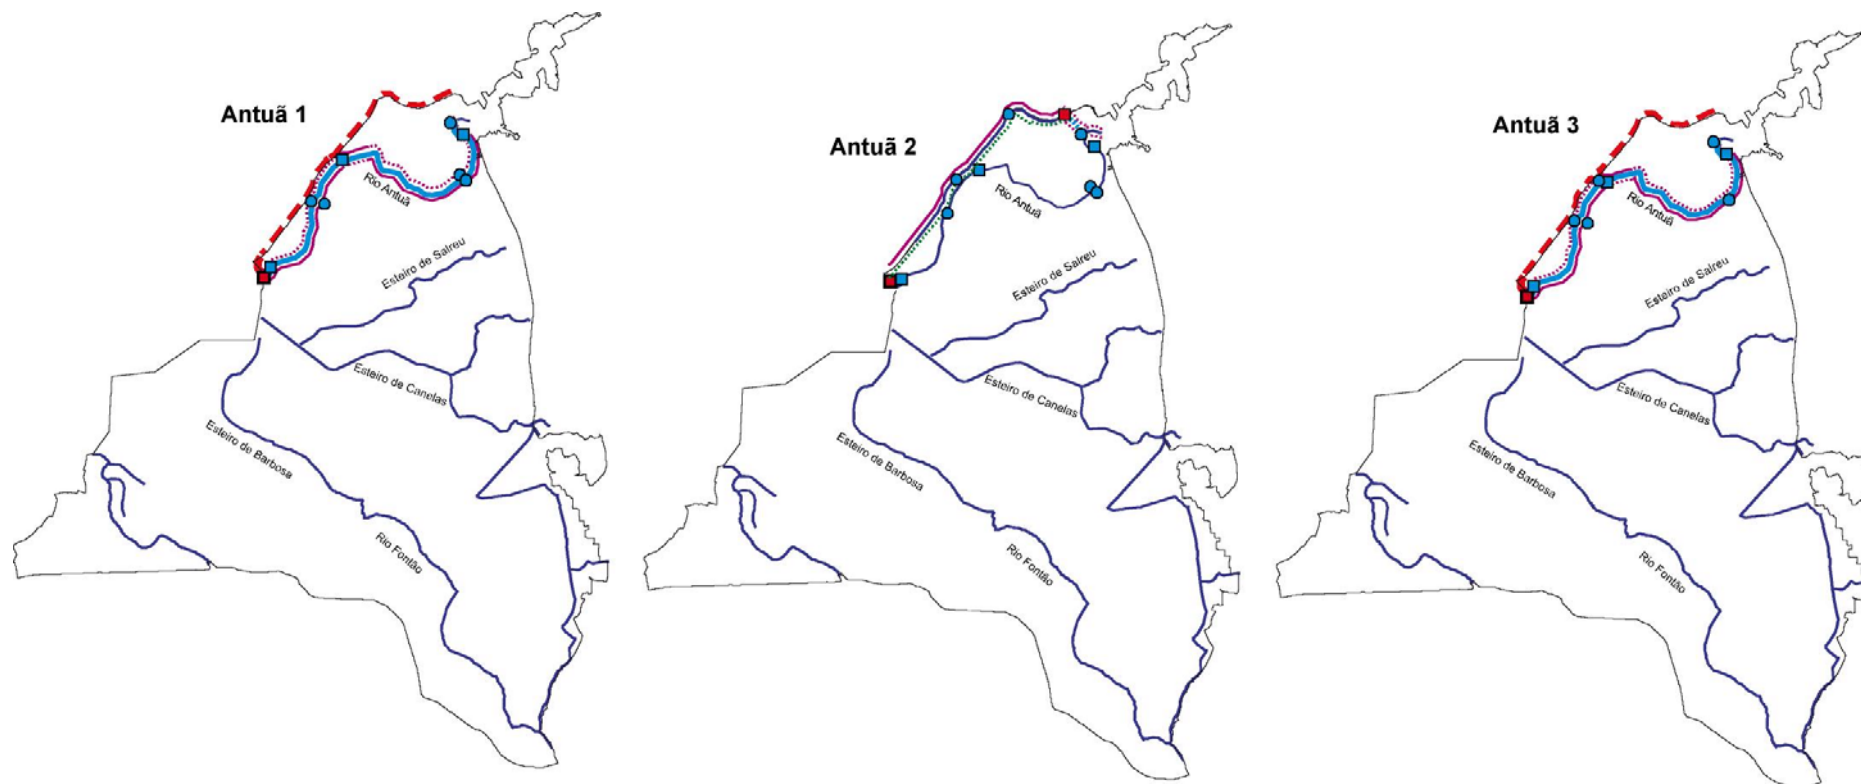 Antuã 1
Rio Antuã
Esteiro de Salreu
Esteiro de Canelas
Esteiro de Barbosa
Rio Fontão
Antuã 2
Rio Antuã
Esteiro de Salreu
Esteiro de Canelas
Esteiro de Barbosa
Rio Fontão
Antuã 3
Rio Antuã
Esteiro de Salreu
Esteiro de Canelas
Esteiro de Barbosa
Rio Fontão